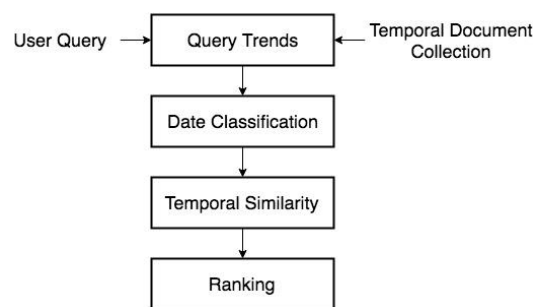 User Query
Query Trends
Temporal Document
Collection
Date Classification
Temporal Similarity
Ranking